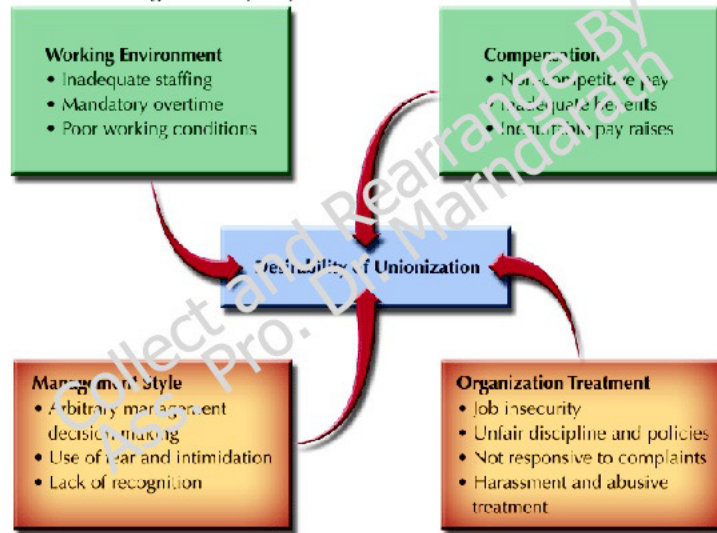 Working Environment
• Inadequate staffing
• Mandatory overtime
• Poor working conditions
Compensation
• Non-competitive pay
• Inadequate benefits
• Inequitable pay raises
Desirability of Unionization
Management Style
• Arbitrary management
decision making
• Use of fear and intimidation
• Lack of recognition
Organization Treatment
• Job insecurity
• Unfair discipline and policies
• Not responsive to complaints
• Harassment and abusive
treatment
Collect and Rearrange By
Ass. Pro. Dr. Marndarath